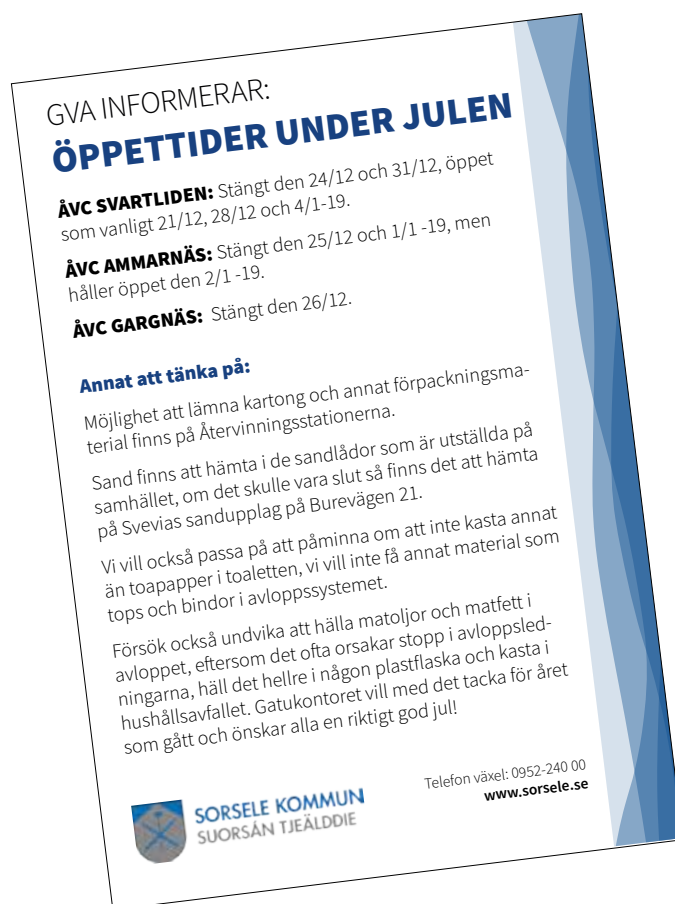 GVA INFORMERAR:
ÖPPETTIDER UNDER JULEN
ÅVC SVARTLIDEN: Stängt den 24/12 och 31/12, öppet
som vanligt 21/12, 28/12 och 4/1-19.
ÅVC AMMARNÄS: Stängt den 25/12 och 1/1 -19, men
håller öppet den 2/1 -19.
ÅVC GARGNÄS: Stängt den 26/12.
Annat att tänka på:
Möjlighet att lämna kartong och annat förpackningsma-
terial finns på Återvinningsstationerna.
Sand finns att hämta i de sandlådor som är utställda på
samhället, om det skulle vara slut så finns det att hämta
på Svevias sandupplag på Burevägen 21.
Vi vill också passa på att påminna om att inte kasta annat
än toapapper i toaletten, vi vill inte få annat material som
tops och bindor i avloppssystemet.
Försök också undvika att hälla matoljor och matfett i
avloppet, eftersom det ofta orsakar stopp i avloppsled-
ningarna, häll det hellre i någon plastflaska och kasta i
hushållsavfallet. Gatukontoret vill med det tacka för året
som gått och önskar alla en riktigt god jul!
SORSELE KOMMUN
SUORSÁN TJEÄLDDIE
Telefon växel: 0952-240 00
www.sorsele.se